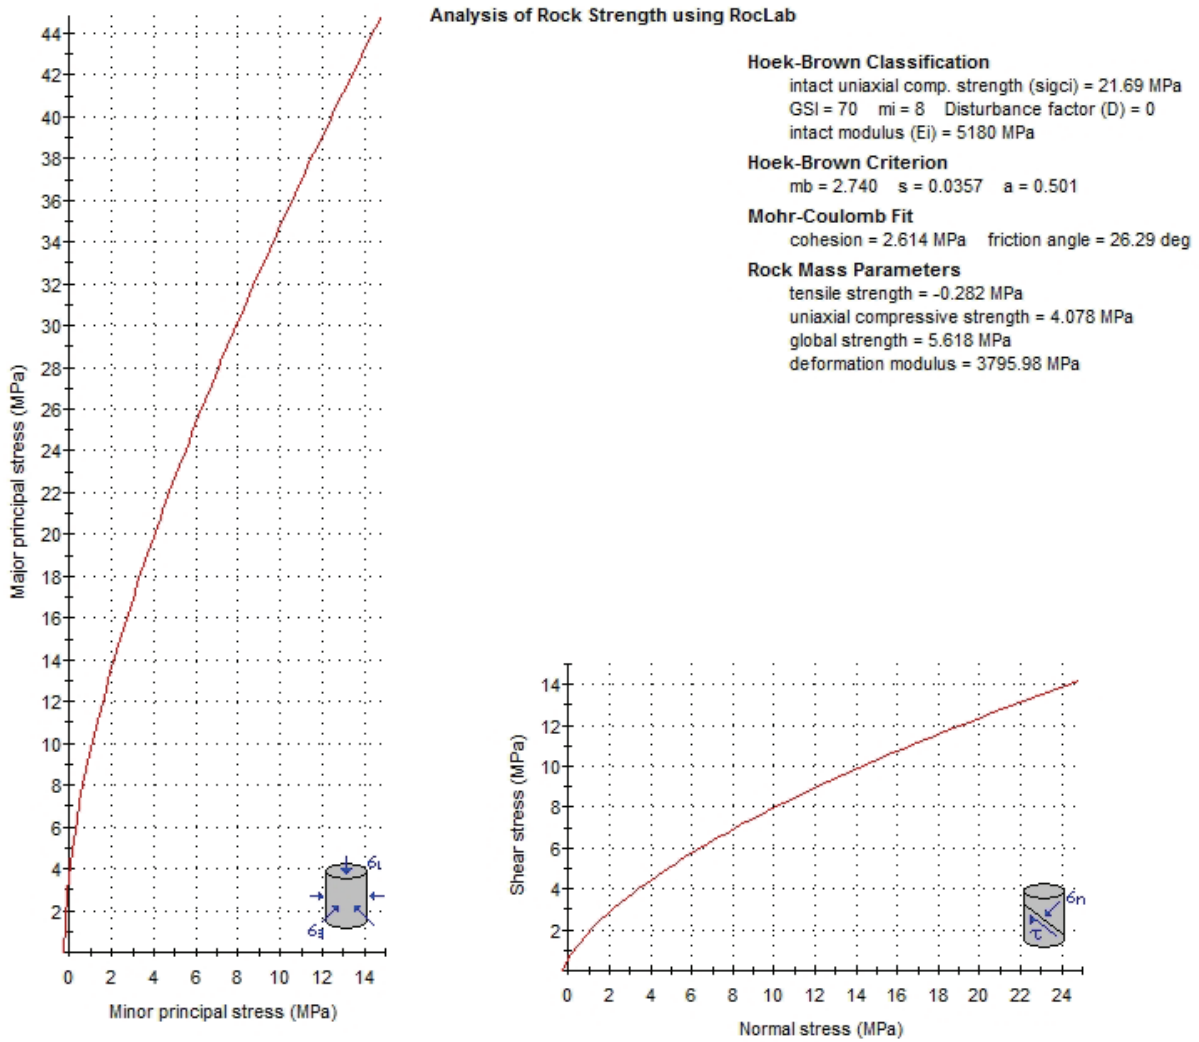 Analysis of Rock Strength using RocLab
Hoek-Brown Classification
intact uniaxial comp. strength (sigci) = 21.69 MPa
GSI = 70 mi = 8 Disturbance factor (D) = 0
intact modulus (Ei) = 5180 MPa
Hoek-Brown Criterion
mb = 2.740 s = 0.0357 a = 0.501
Mohr-Coulomb Fit
cohesion = 2.614 MPa friction angle = 26.29 deg
Rock Mass Parameters
tensile strength = -0.282 MPa
uniaxial compressive strength = 4.078 MPa
global strength = 5.618 MPa
deformation modulus = 3795.98 MPa
Major principal stress (MPa)
44
42
40
38
36
34
32
30
28
26
24
22
20
18
16
14
12
10
8
6
4
2
0 2 4 6 8 10 12 14
Minor principal stress (MPa)
σ1
σ3
Shear stress (MPa)
14
12
10
8
6
4
2
0 2 4 6 8 10 12 14 16 18 20 22 24
Normal stress (MPa)
σn
τ